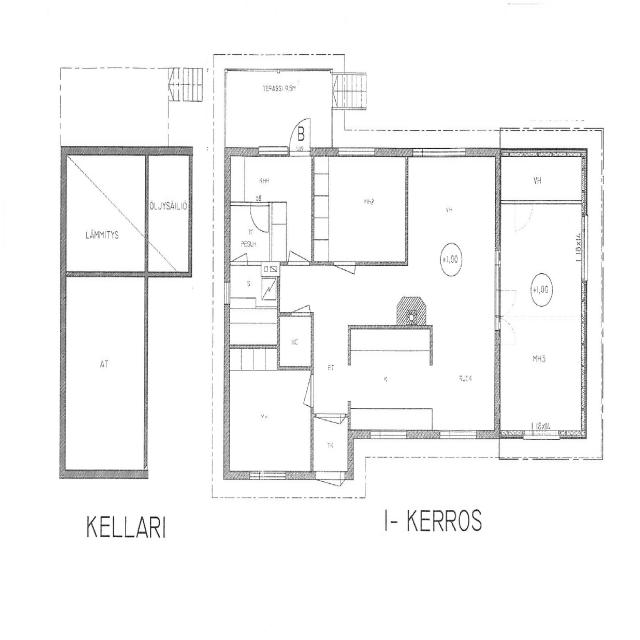 TERASSI 9.5M
B
KHH
MH2
VH
VH
ÖLJYSÄILIÖ
LÄMMITYS
PESUH
S
+1,00
+1,00
WC
AT
ET
K
RUOK
MH3
TK
KELLARI
I- KERROS